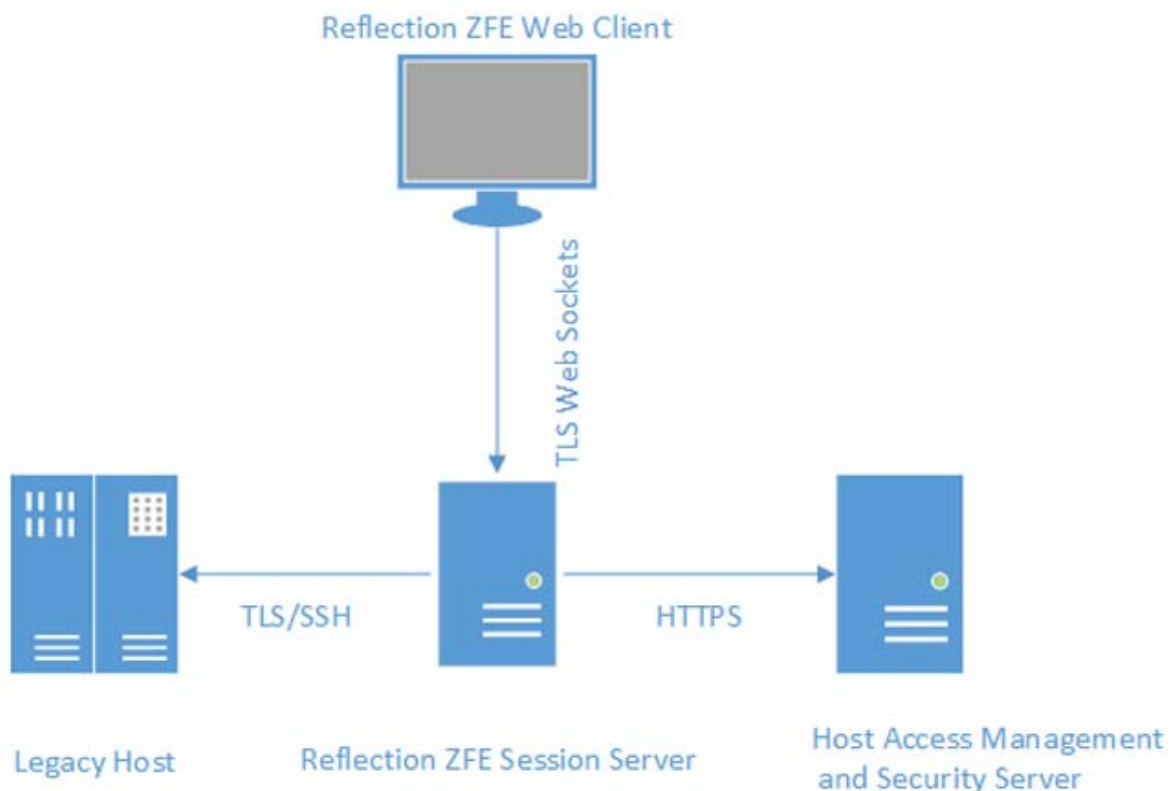 Reflection ZFE Web Client
TLS Web Sockets
TLS/SSH
HTTPS
Legacy Host
Reflection ZFE Session Server
Host Access Management
and Security Server